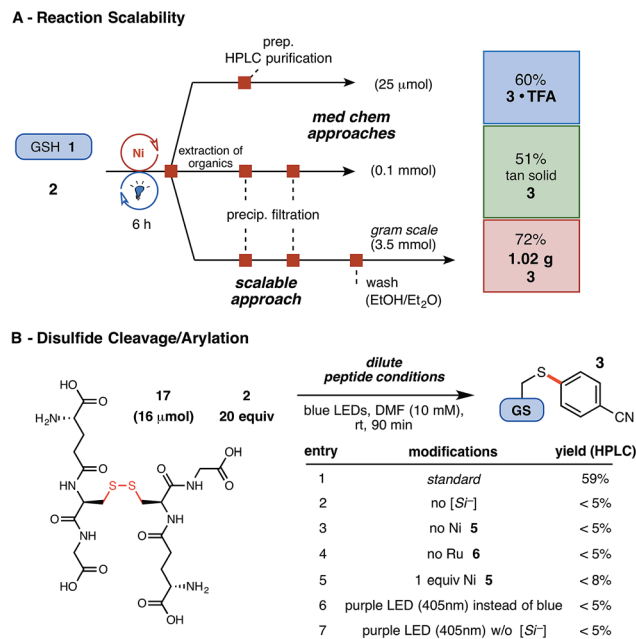 A - Reaction Scalability
prep.
HPLC purification
(25 μmol)
60%
3 • TFA
med chem
approaches
GSH 1
2
Ni
6 h
extraction of
organics
(0.1 mmol)
51%
tan solid
3
precip. filtration
gram scale
(3.5 mmol)
72%
1.02 g
3
scalable
approach
wash
(EtOH/Et₂O)
B - Disulfide Cleavage/Arylation
HO
O
H₂N
O
HN
S
S
O
NH
O
HO
O
N
H
O
OH
NH
O
NH₂
O
OH
17
(16 μmol)
2
20 equiv
dilute
peptide conditions
blue LEDs, DMF (10 mM),
rt, 90 min
3
S
GS
CN
entry modifications yield (HPLC)
1 standard 59%
2 no [Si⁻] < 5%
3 no Ni 5 < 5%
4 no Ru 6 < 5%
5 1 equiv Ni 5 < 8%
6 purple LED (405nm) instead of blue < 5%
7 purple LED (405nm) w/o [Si⁻] < 5%